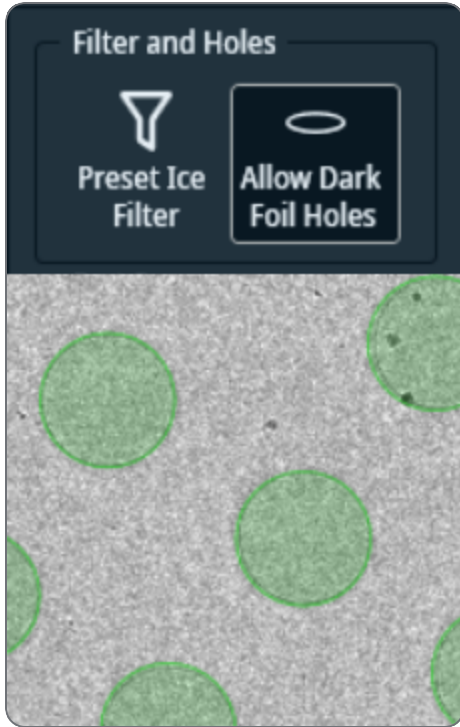 Filter and Holes
Preset Ice
Filter
Allow Dark
Foil Holes